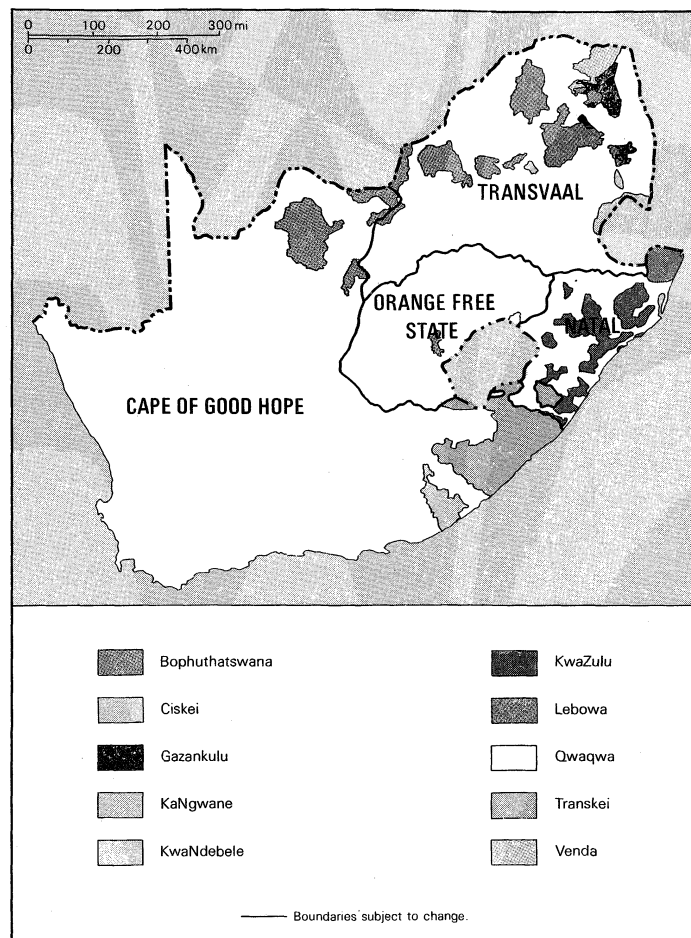 0 100 200 300 mi
0 200 400 km
TRANSVAAL
ORANGE FREE
STATE
NATAL
CAPE OF GOOD HOPE
Bophuthatswana
Ciskei
Gazankulu
KaNgwane
KwaNdebele
KwaZulu
Lebowa
Qwaqwa
Transkei
Venda
Boundaries subject to change.